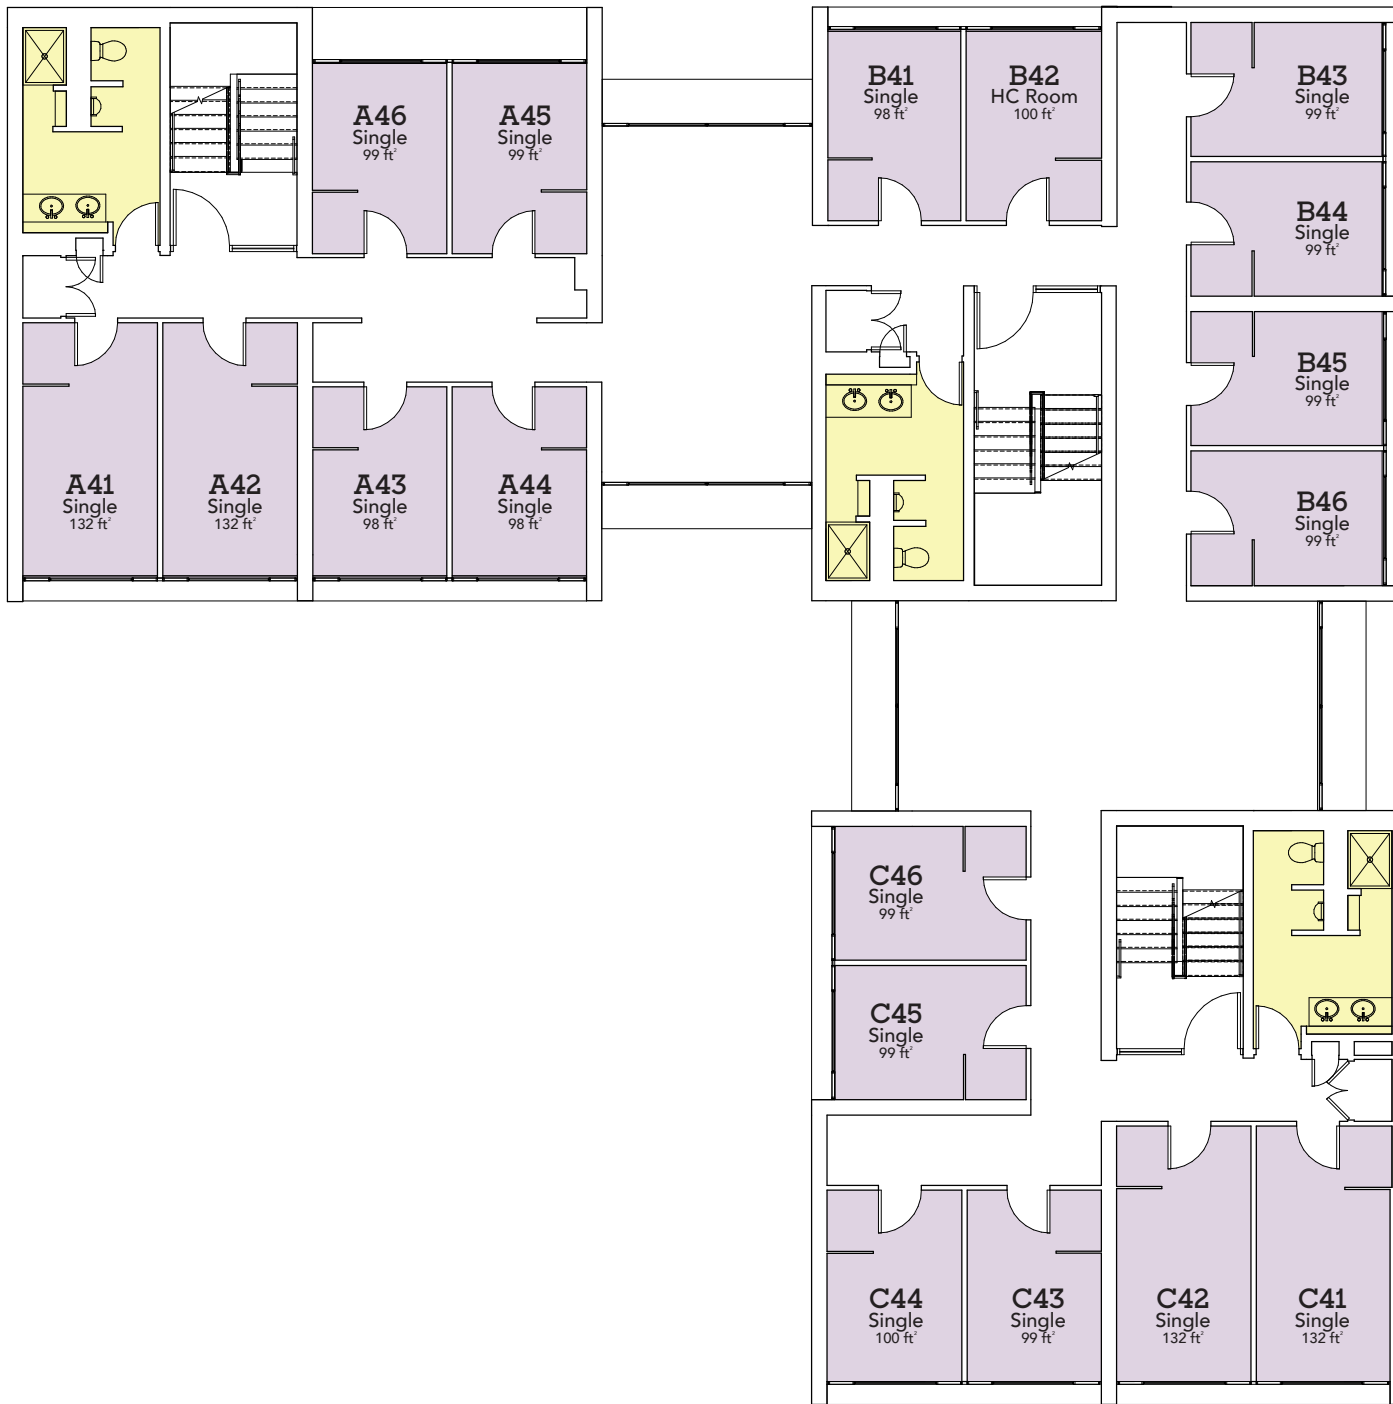 A46
Single
99 ft²
A45
Single
99 ft²
B41
Single
98 ft²
B42
HC Room
100 ft²
B43
Single
99 ft²
B44
Single
99 ft²
B45
Single
99 ft²
B46
Single
99 ft²
A41
Single
132 ft²
A42
Single
132 ft²
A43
Single
98 ft²
A44
Single
98 ft²
C46
Single
99 ft²
C45
Single
99 ft²
C44
Single
100 ft²
C43
Single
99 ft²
C42
Single
132 ft²
C41
Single
132 ft²